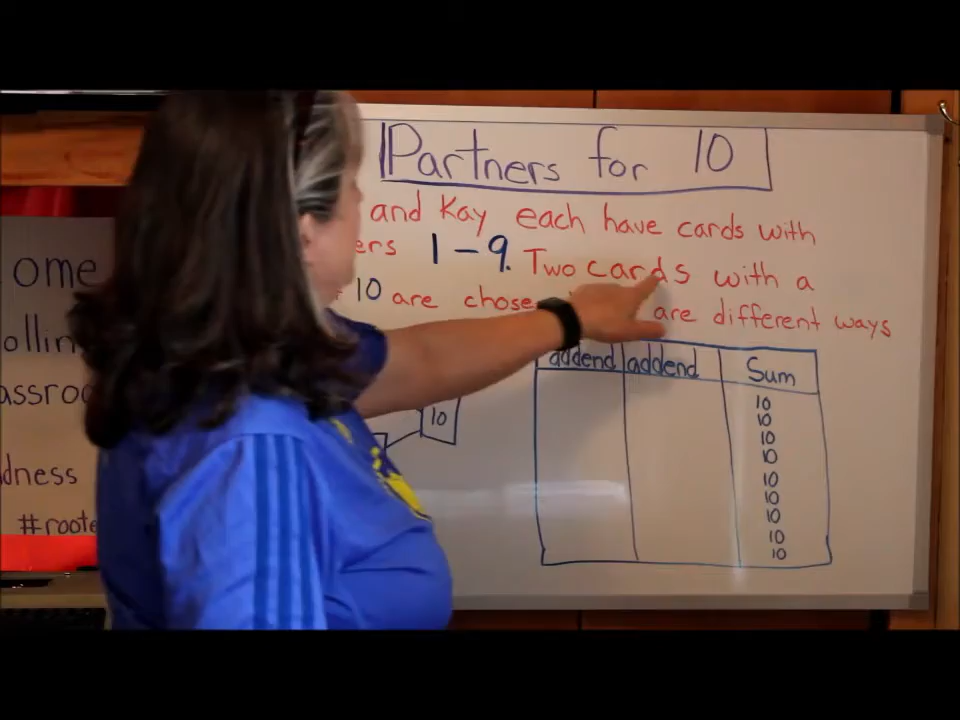 Partners for 10
and Kay each have cards with
ers 1-9. Two cards with a
10 are chose
are different ways
addend addend Sum
10
10
10
10
10
10
10
10
10
10
ome
ollin
assroo
dness
#roote